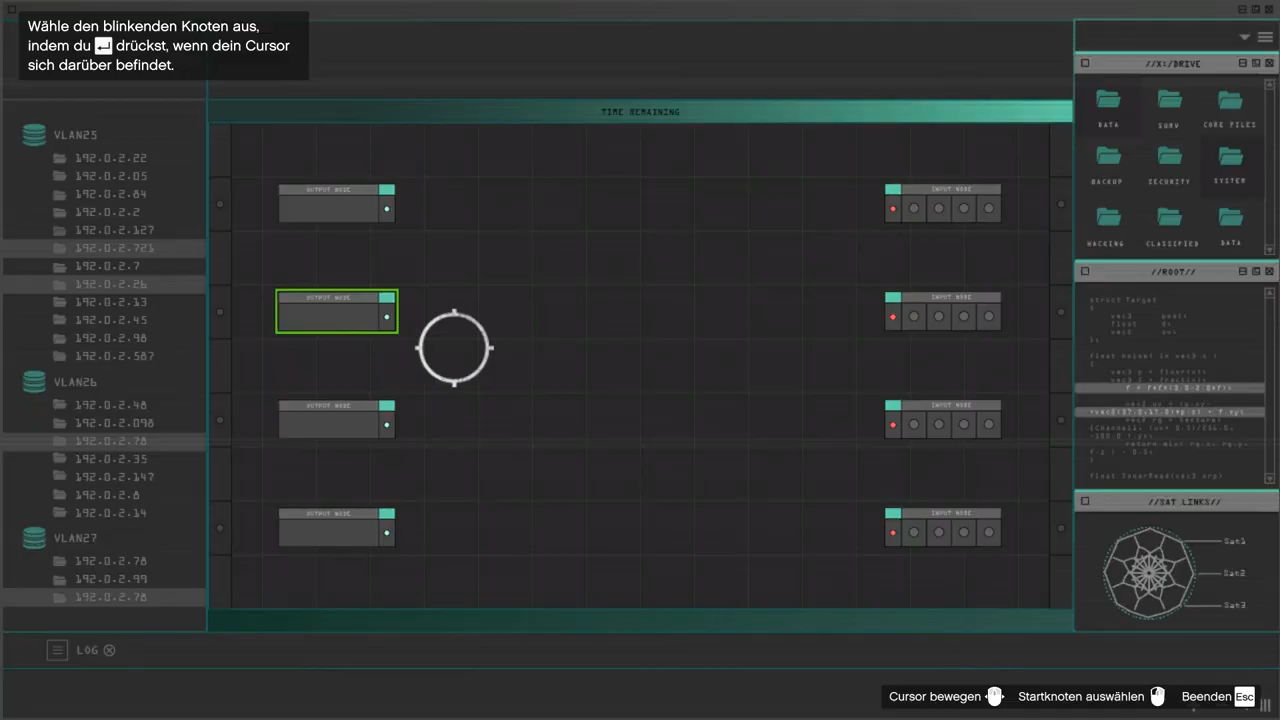 Wähle den blinkenden Knoten aus,
indem du drückst, wenn dein Cursor
sich darüber befindet.
TIME REMAINING
VLAN25
192.0.2.22
192.0.2.05
192.0.2.84
192.0.2.2
192.0.2.127
192.0.2.721
192.0.2.7
192.0.2.26
192.0.2.13
192.0.2.45
192.0.2.98
192.0.2.587
VLAN26
192.0.2.48
192.0.2.098
192.0.2.78
192.0.2.35
192.0.2.147
192.0.2.8
192.0.2.14
VLAN27
192.0.2.78
192.0.2.99
192.0.2.78
OUTPUT NODE
INPUT NODE
OUTPUT NODE
INPUT NODE
OUTPUT NODE
INPUT NODE
OUTPUT NODE
INPUT NODE
//X:/DRIVE
DATA SURV CORE FILES
BACKUP SECURITY SYSTEM
HACKING CLASSIFIED DATA
//ROOT//
struct Target
{
//SAT LINKS//
Sat1
Sat2
Sat3
LOG
Cursor bewegen Startknoten auswählen Beenden Esc